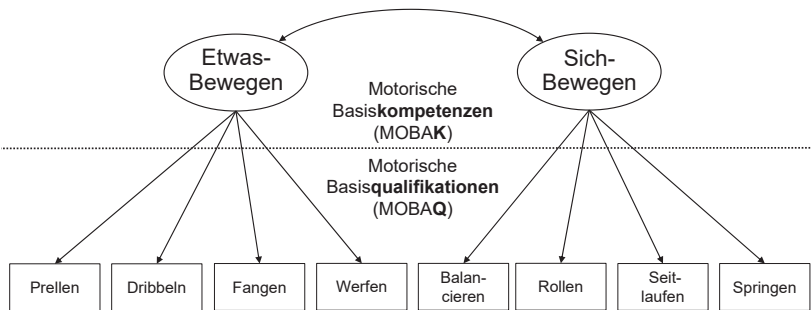 Etwas-
Bewegen
Sich-
Bewegen
Motorische
Basiskompetenzen
(MOBAK)
Motorische
Basisqualifikationen
(MOBAQ)
Prellen
Dribbeln
Fangen
Werfen
Balan-
cieren
Rollen
Seit-
laufen
Springen